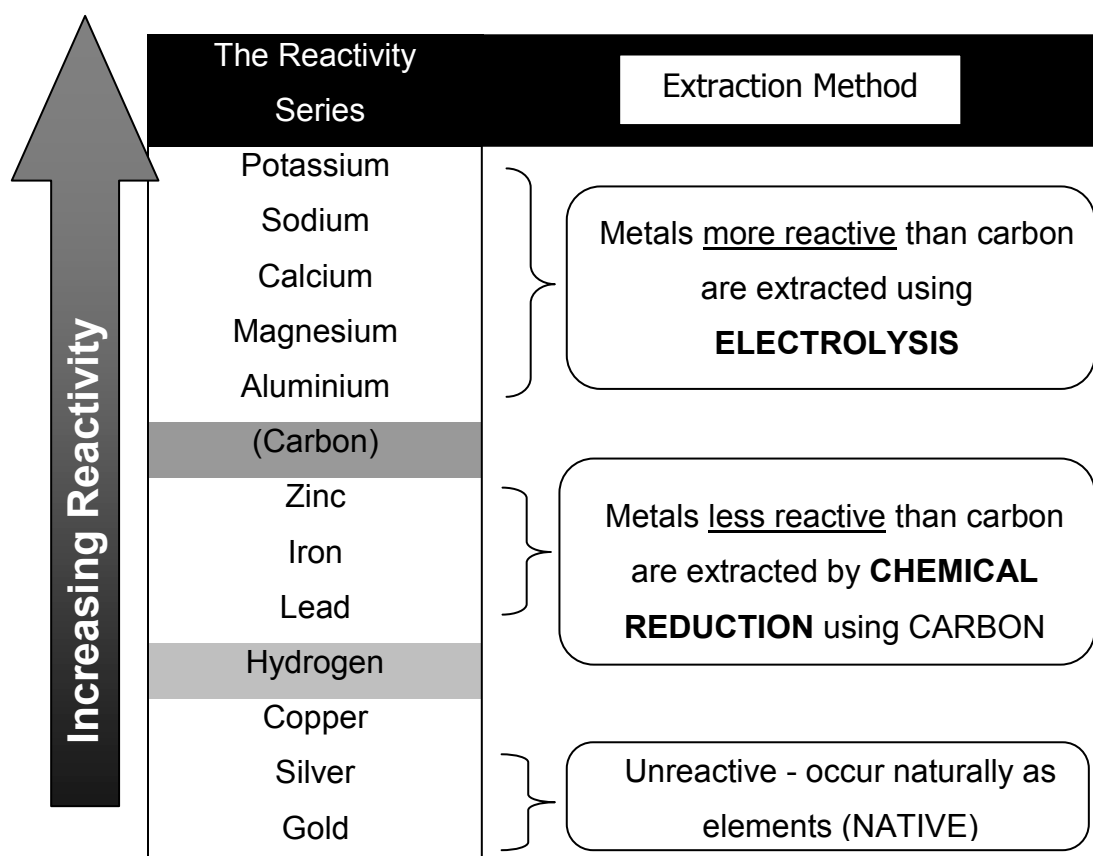 The Reactivity
Series
Extraction Method
Increasing Reactivity
Potassium
Sodium
Calcium
Magnesium
Aluminium
(Carbon)
Zinc
Iron
Lead
Hydrogen
Copper
Silver
Gold
Metals more reactive than carbon
are extracted using
ELECTROLYSIS
Metals less reactive than carbon
are extracted by CHEMICAL
REDUCTION using CARBON
Unreactive - occur naturally as
elements (NATIVE)